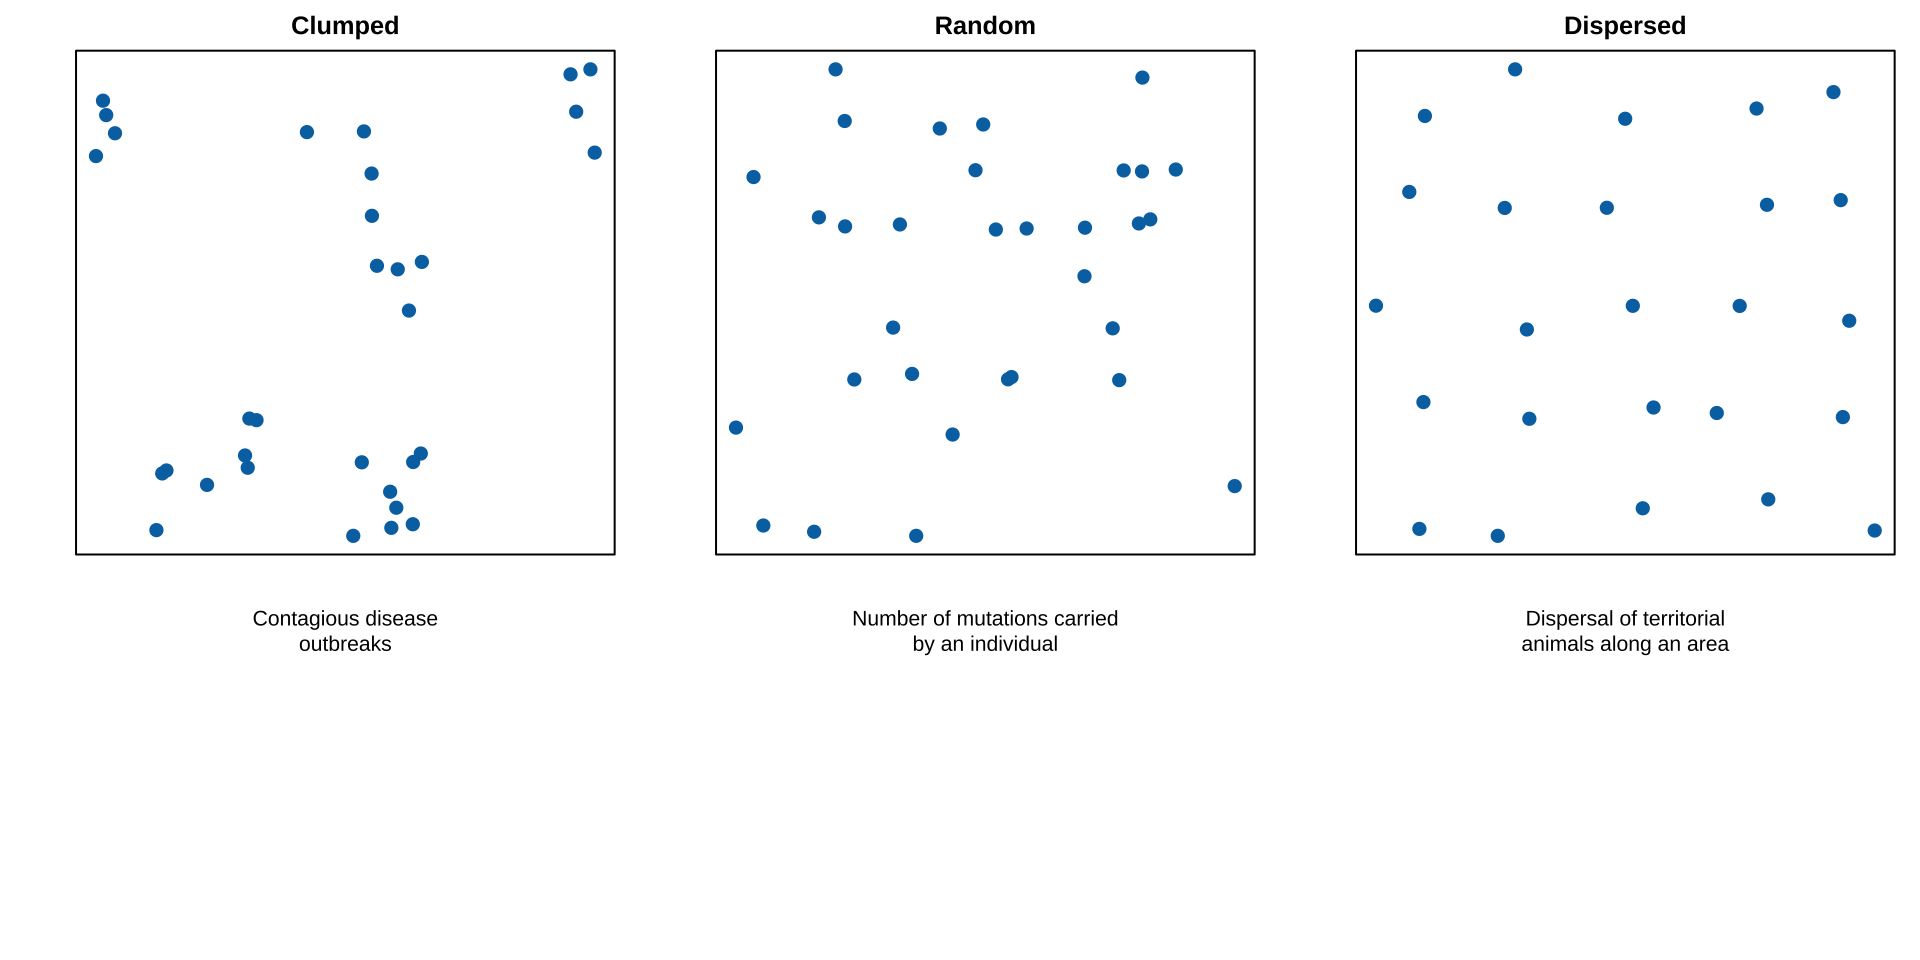 Clumped
Random
Dispersed
Contagious disease
outbreaks
Number of mutations carried
by an individual
Dispersal of territorial
animals along an area